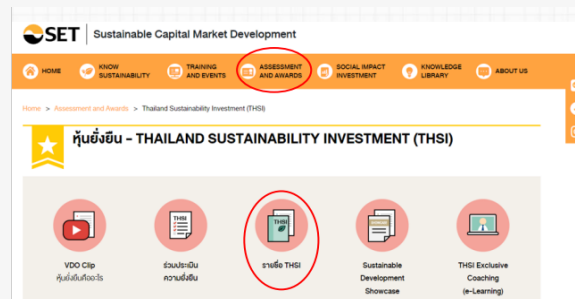 SET Sustainable Capital Market Development
HOME
KNOW
SUSTAINABILITY
TRAINING
AND EVENTS
ASSESSMENT
AND AWARDS
SOCIAL IMPACT
INVESTMENT
KNOWLEDGE
LIBRARY
ABOUT US
Home > Assessment and Awards > Thailand Sustainability Investment (THSI)
หุ้นยั่งยืน - THAILAND SUSTAINABILITY INVESTMENT (THSI)
THSI
THSI
VDO Clip
หุ้นยั่งยืนคืออะไร
ร่วมประเมิน
ความยั่งยืน
รายชื่อ THSI
Sustainable
Development
Showcase
THSI Exclusive
Coaching
(e-Learning)